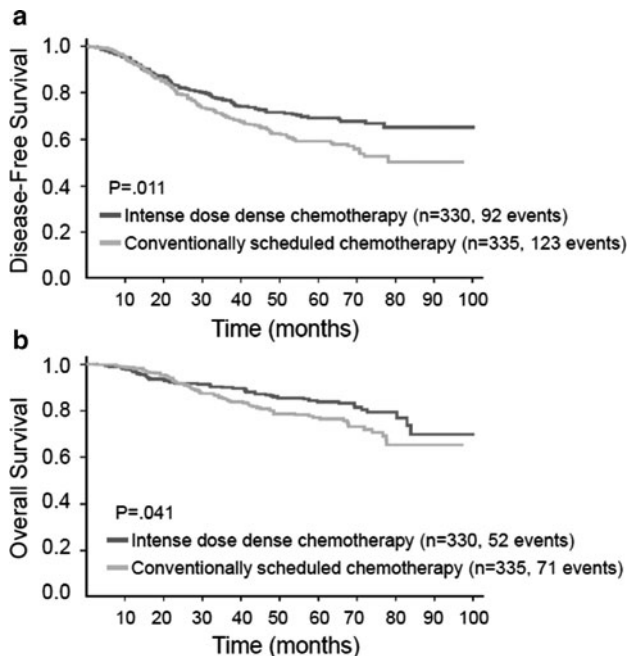 a
Disease-Free Survival
1.0
0.8
0.6
0.4
0.2
0.0
P=.011
Intense dose dense chemotherapy (n=330, 92 events)
Conventionally scheduled chemotherapy (n=335, 123 events)
10 20 30 40 50 60 70 80 90 100
Time (months)
b
Overall Survival
1.0
0.8
0.6
0.4
0.2
0.0
P=.041
Intense dose dense chemotherapy (n=330, 52 events)
Conventionally scheduled chemotherapy (n=335, 71 events)
10 20 30 40 50 60 70 80 90 100
Time (months)